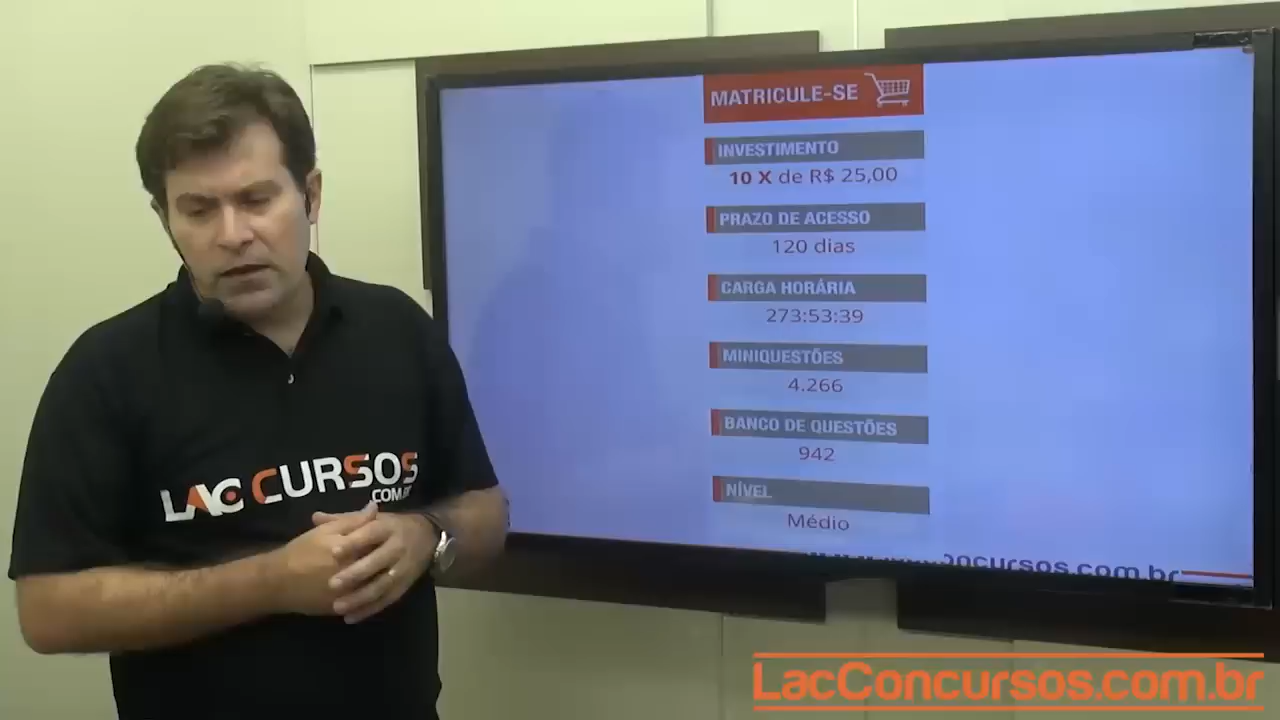 MATRICULE-SE
INVESTIMENTO
10 X de R$ 25,00
PRAZO DE ACESSO
120 dias
CARGA HORÁRIA
273:53:39
MINIQUESTÕES
4.266
BANCO DE QUESTÕES
942
NÍVEL
Médio
LAC CURSOS
LacConcursos.com.br